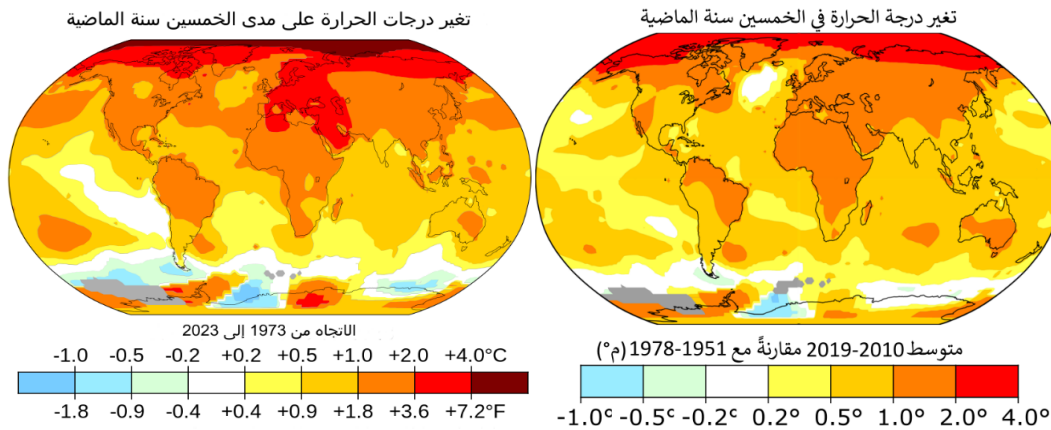 تغير درجات الحرارة على مدى الخمسين سنة الماضية
الاتجاه من 1973 إلى 2023
-1.0 -0.5 -0.2 +0.2 +0.5 +1.0 +2.0 +4.0°C
-1.8 -0.9 -0.4 +0.4 +0.9 +1.8 +3.6 +7.2°F
تغير درجة الحرارة في الخمسين سنة الماضية
متوسط 2010-2019 مقارنةً مع 1951-1978 (م°)
-1.0° -0.5° -0.2° 0.2° 0.5° 1.0° 2.0° 4.0°